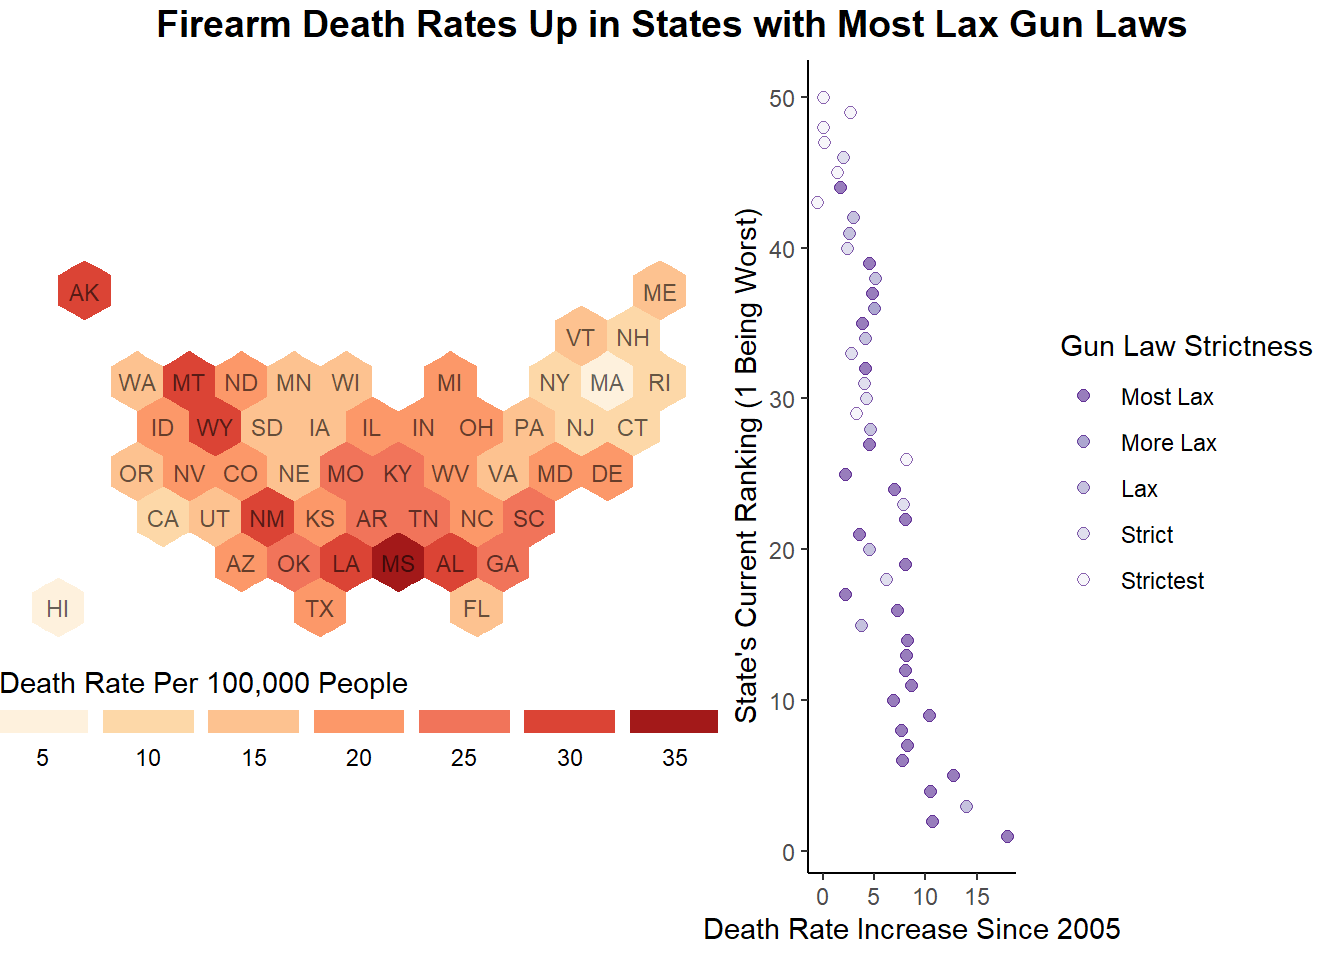 Firearm Death Rates Up in States with Most Lax Gun Laws
AK
ME
VT NH
WA MT ND MN WI MI NY MA RI
ID WY SD IA IL IN OH PA NJ CT
OR NV CO NE MO KY WV VA MD DE
CA UT NM KS AR TN NC SC
AZ OK LA MS AL GA
HI TX FL
Death Rate Per 100,000 People
5 10 15 20 25 30 35
State's Current Ranking (1 Being Worst)
50
40
30
20
10
0
0 5 10 15
Death Rate Increase Since 2005
Gun Law Strictness
Most Lax
More Lax
Lax
Strict
Strictest